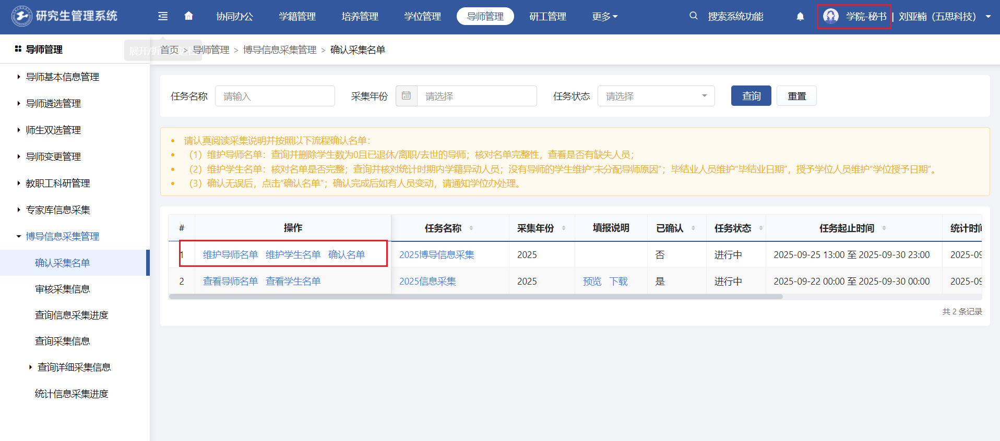 研究生管理系统
协同办公 学籍管理 培养管理 学位管理 导师管理 研工管理 更多 搜索系统功能 学院-秘书 | 刘亚楠（五思科技）
导师管理
首页 > 导师管理 > 博导信息采集管理 > 确认采集名单
导师基本信息管理
导师遴选管理
师生双选管理
导师变更管理
教职工科研管理
专家库信息采集
博导信息采集管理
确认采集名单
审核采集信息
查询信息采集进度
查询采集信息
查询详细采集信息
统计信息采集进度
任务名称 请输入 采集年份 请选择 任务状态 请选择 查询 重置
请认真阅读采集说明并按照以下流程确认名单：
（1）维护导师名单：查询并删除学生数为0且已退休/离职/去世的导师；核对名单完整性，查看是否有缺失人员；
（2）维护学生名单：核对名单是否完整；查询并核对统计时期内学籍异动人员；没有导师的学生维护“未分配导师原因”；毕结业人员维护“毕结业日期”，授予学位人员维护“学位授予日期”。
（3）确认无误后，点击“确认名单”；确认完成后如有人员变动，请通知学位办处理。
# 操作 任务名称 采集年份 填报说明 已确认 任务状态 任务起止时间 统计时间
1 维护导师名单 维护学生名单 确认名单 2025博导信息采集 2025 否 进行中 2025-09-25 13:00 至 2025-09-30 23:00 2025-09
2 查看导师名单 查看学生名单 2025信息采集 2025 预览 下载 是 进行中 2025-09-22 00:00 至 2025-09-30 00:00 2025-09
共 2 条记录